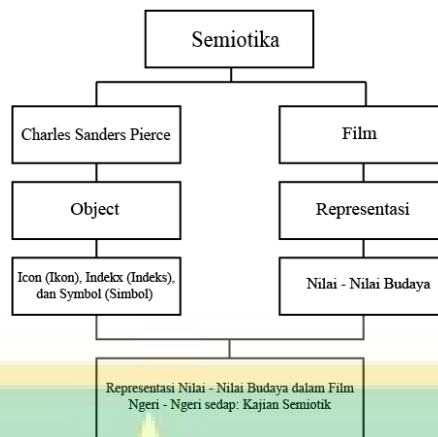 Semiotika
Charles Sanders Pierce
Film
Object
Representasi
Icon (Ikon), Indekx (Indeks),
dan Symbol (Simbol)
Nilai - Nilai Budaya
Representasi Nilai - Nilai Budaya dalam Film
Ngeri - Ngeri sedap: Kajian Semiotik